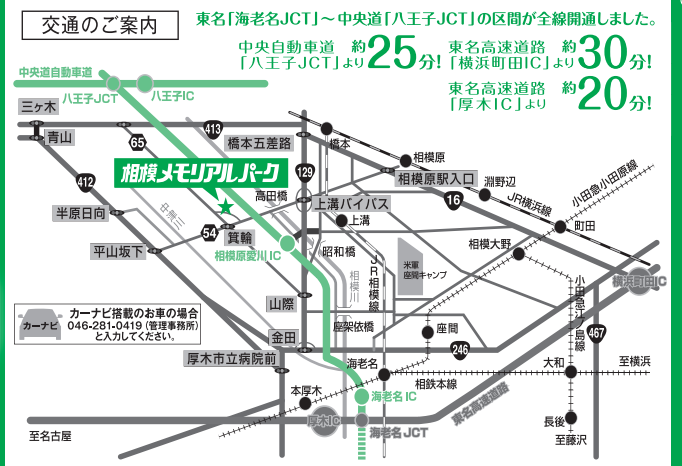 交通のご案内
東名「海老名JCT」～中央道「八王子JCT」の区間が全線開通しました。
中央自動車道
「八王子JCT」より
約25分!
東名高速道路
「横浜町田IC」より
約30分!
東名高速道路
「厚木IC」より
約20分!
中央道自動車道
八王子JCT
八王子IC
三ヶ木
青山
65
413
橋本五差路
橋本
相模原
相模メモリアルパーク
129
相模原駅入口
淵野辺
小田急小田原線
412
高田橋
16
JR横浜線
半原日向
中津川
上溝バイパス
上溝
町田
54
箕輪
平山坂下
相模原愛川IC
昭和橋
相模大野
相模川
JR相模線
米軍
座間キャンプ
横浜町田IC
小田急江ノ島線
カーナビ
カーナビ搭載のお車の場合
046-281-0419(管理事務所)
と入力してください。
山際
座架依橋
座間
467
金田
246
厚木市立病院前
海老名
大和
至横浜
相鉄本線
本厚木
海老名IC
東名高速道路
厚木IC
長後
至名古屋
海老名JCT
至藤沢